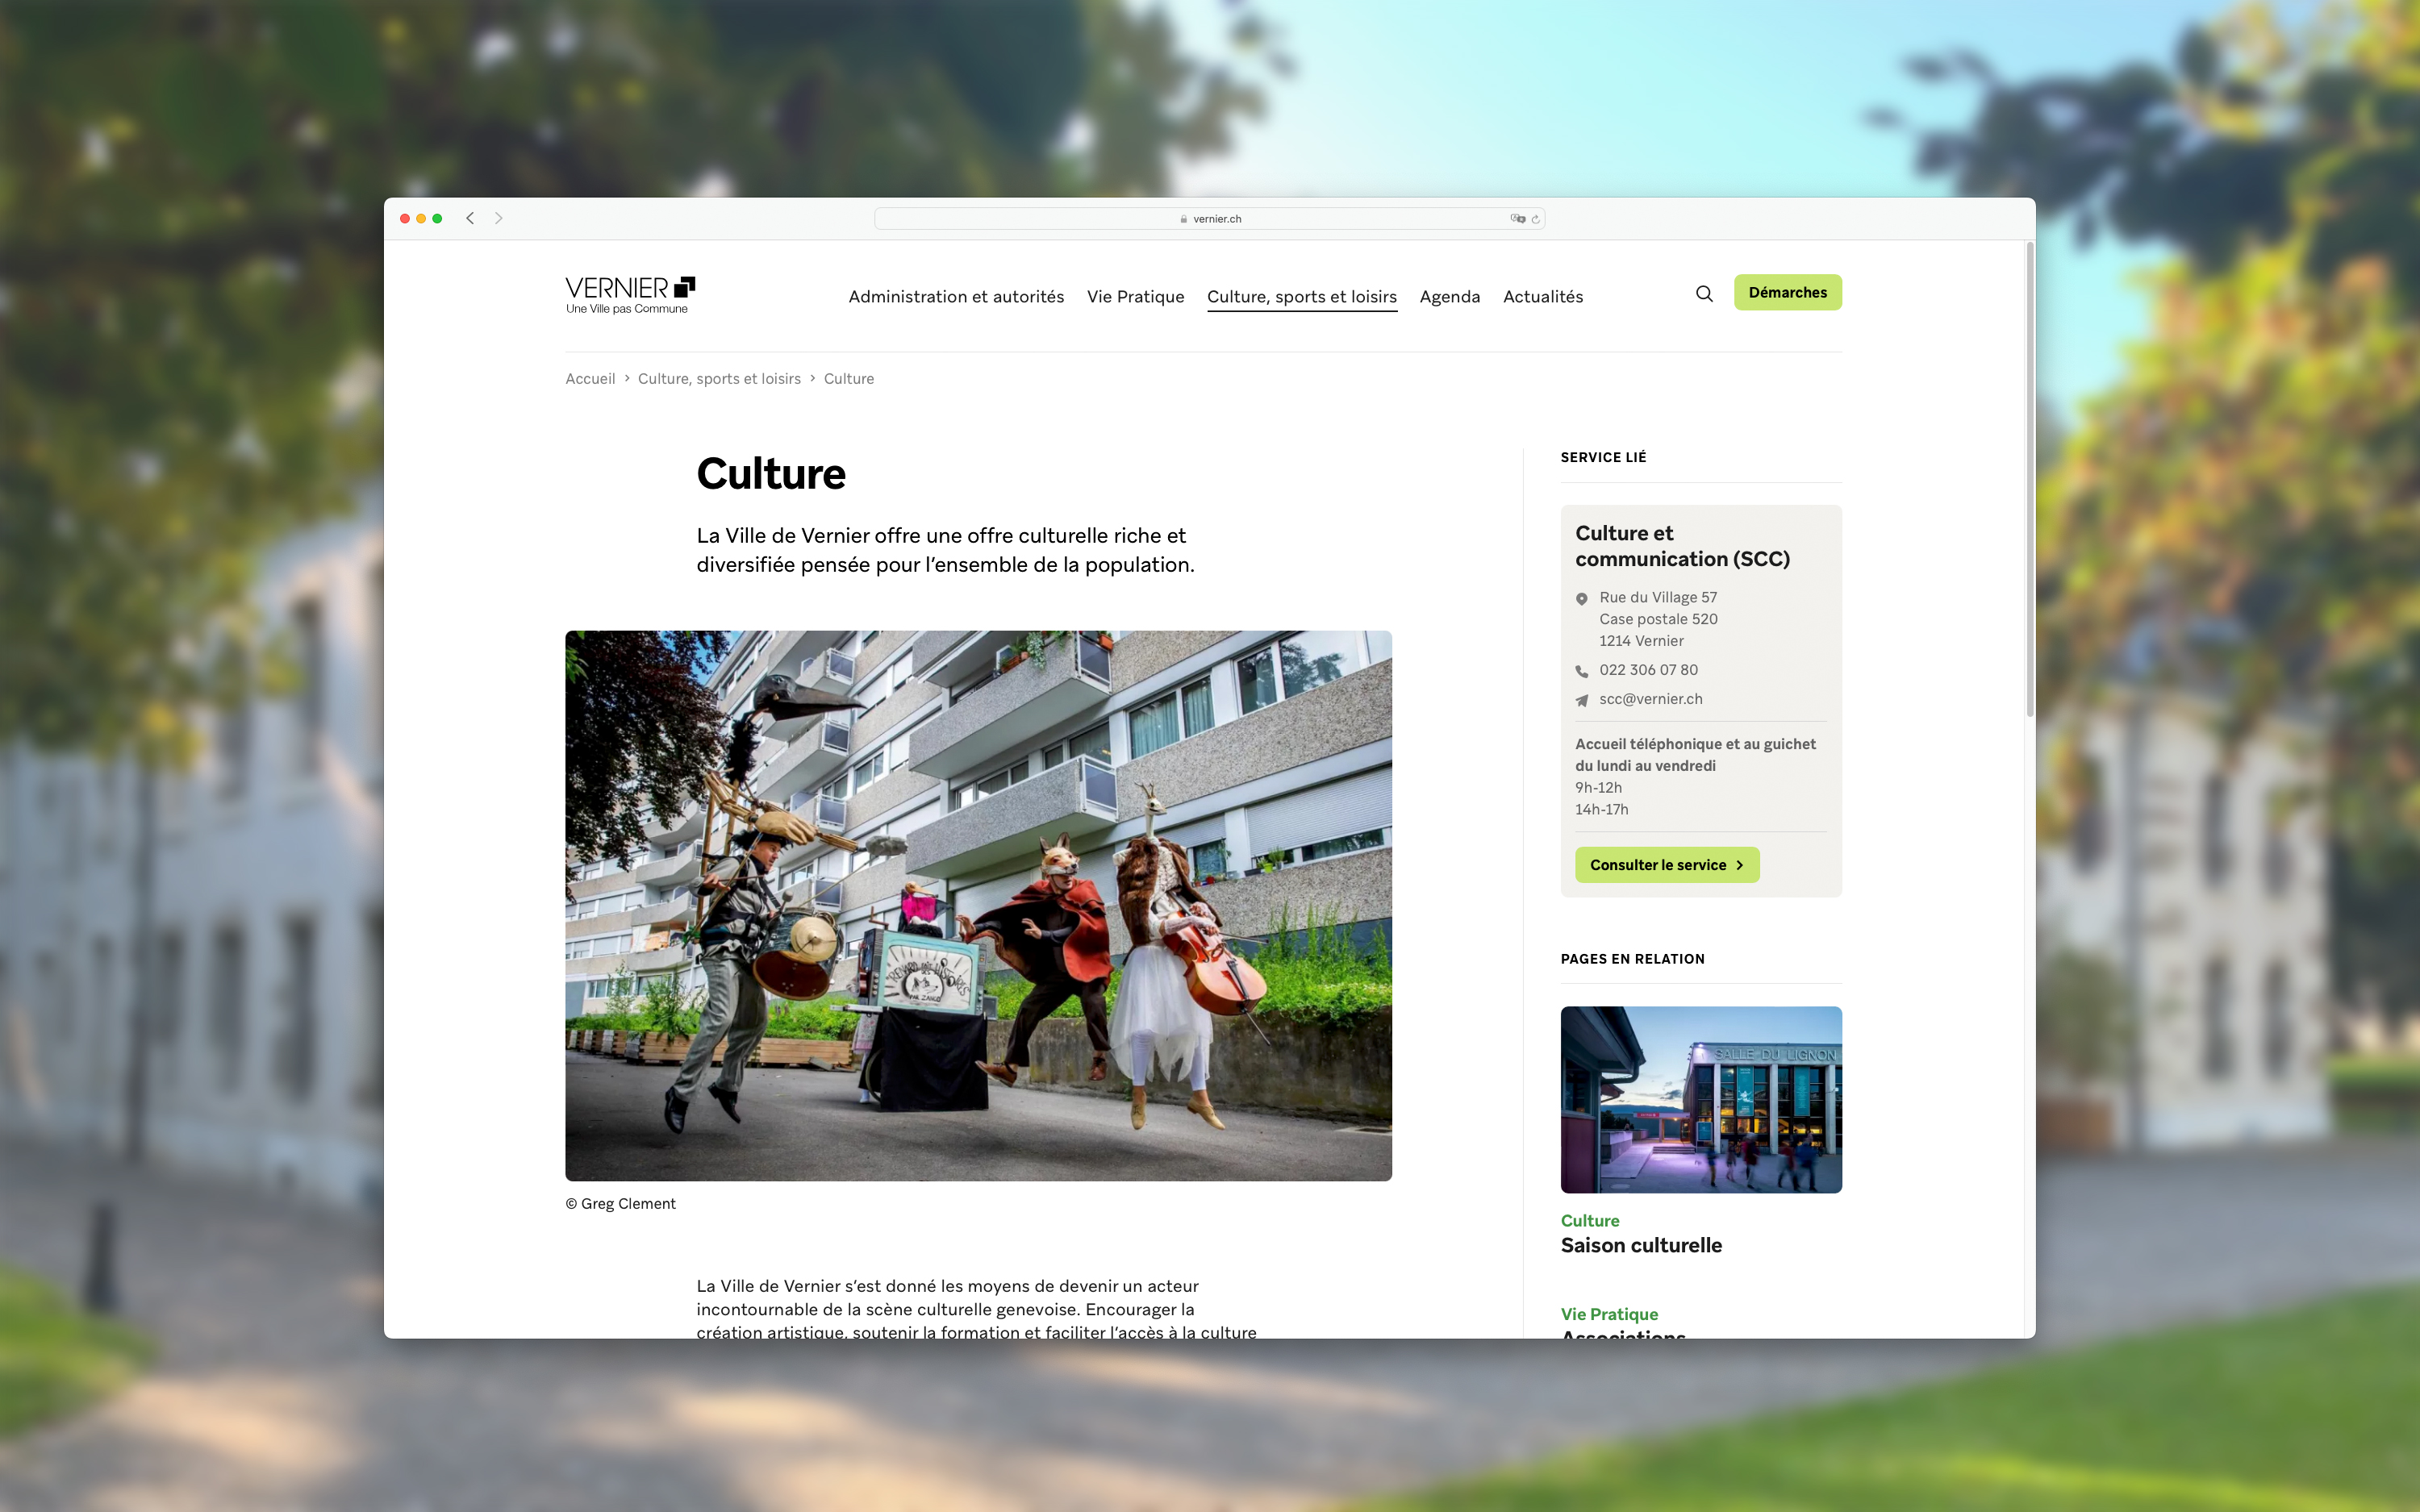 vernier.ch
VERNIER
Une Ville pas Commune
Administration et autorités
Vie Pratique
Culture, sports et loisirs
Agenda
Actualités
Démarches
Accueil > Culture, sports et loisirs > Culture
Culture
La Ville de Vernier offre une offre culturelle riche et
diversifiée pensée pour l’ensemble de la population.
© Greg Clement
La Ville de Vernier s’est donné les moyens de devenir un acteur
incontournable de la scène culturelle genevoise. Encourager la
création artistique, soutenir la formation et faciliter l’accès à la culture
SERVICE LIÉ
Culture et
communication (SCC)
Rue du Village 57
Case postale 520
1214 Vernier
022 306 07 80
scc@vernier.ch
Accueil téléphonique et au guichet
du lundi au vendredi
9h-12h
14h-17h
Consulter le service >
PAGES EN RELATION
SALLE DU LIGNON
Culture
Saison culturelle
Vie Pratique
Associations